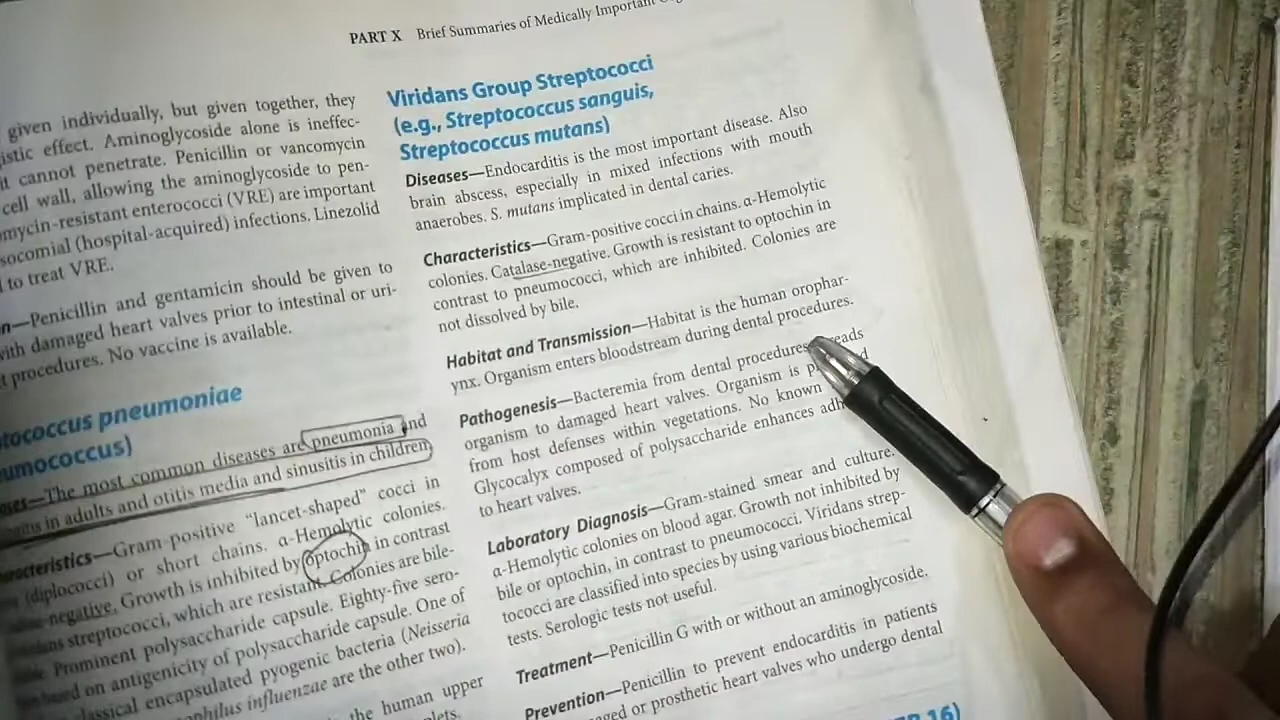 PART X Brief Summaries of Medically Important
given individually, but given together, they
effect. Aminoglycoside alone is ineffec-
it cannot penetrate. Penicillin or vancomycin
cell wall, allowing the aminoglycoside to pen-
resistant enterococci (VRE) are important
(hospital-acquired) infections. Linezolid
to treat VRE.
Penicillin and gentamicin should be given to
with damaged heart valves prior to intestinal or uri-
procedures. No vaccine is available.
pneumoniae
The most common diseases are pneumonia and
in adults and otitis media and sinusitis in children
Gram-positive "lancet-shaped" cocci in
(diplococci) or short chains. α-Hemolytic colonies.
-negative. Growth is inhibited by optochin in contrast
streptococci, which are resistant. Colonies are bile-
Prominent polysaccharide capsule. Eighty-five sero-
based on antigenicity of polysaccharide capsule. One of
classical encapsulated pyogenic bacteria (Neisseria
influenzae are the other two).
the human upper
Viridans Group Streptococci
(e.g., Streptococcus sanguis,
Streptococcus mutans)
Diseases—Endocarditis is the most important disease. Also
brain abscess, especially in mixed infections with mouth
anaerobes. S. mutans implicated in dental caries.
Characteristics—Gram-positive cocci in chains. α-Hemolytic
colonies. Catalase-negative. Growth is resistant to optochin in
contrast to pneumococci, which are inhibited. Colonies are
not dissolved by bile.
Habitat and Transmission—Habitat is the human orophar-
ynx. Organism enters bloodstream during dental procedures.
Pathogenesis—Bacteremia from dental procedures
organism to damaged heart valves. Organism is
from host defenses within vegetations. No known
Glycocalyx composed of polysaccharide enhances
to heart valves.
Laboratory Diagnosis—Gram-stained smear and culture.
α-Hemolytic colonies on blood agar. Growth not inhibited by
bile or optochin, in contrast to pneumococci. Viridans strep-
tococci are classified into species by using various biochemical
tests. Serologic tests not useful.
Treatment—Penicillin G with or without an aminoglycoside.
Prevention—Penicillin to prevent endocarditis in patients
or prosthetic heart valves who undergo dental
16)